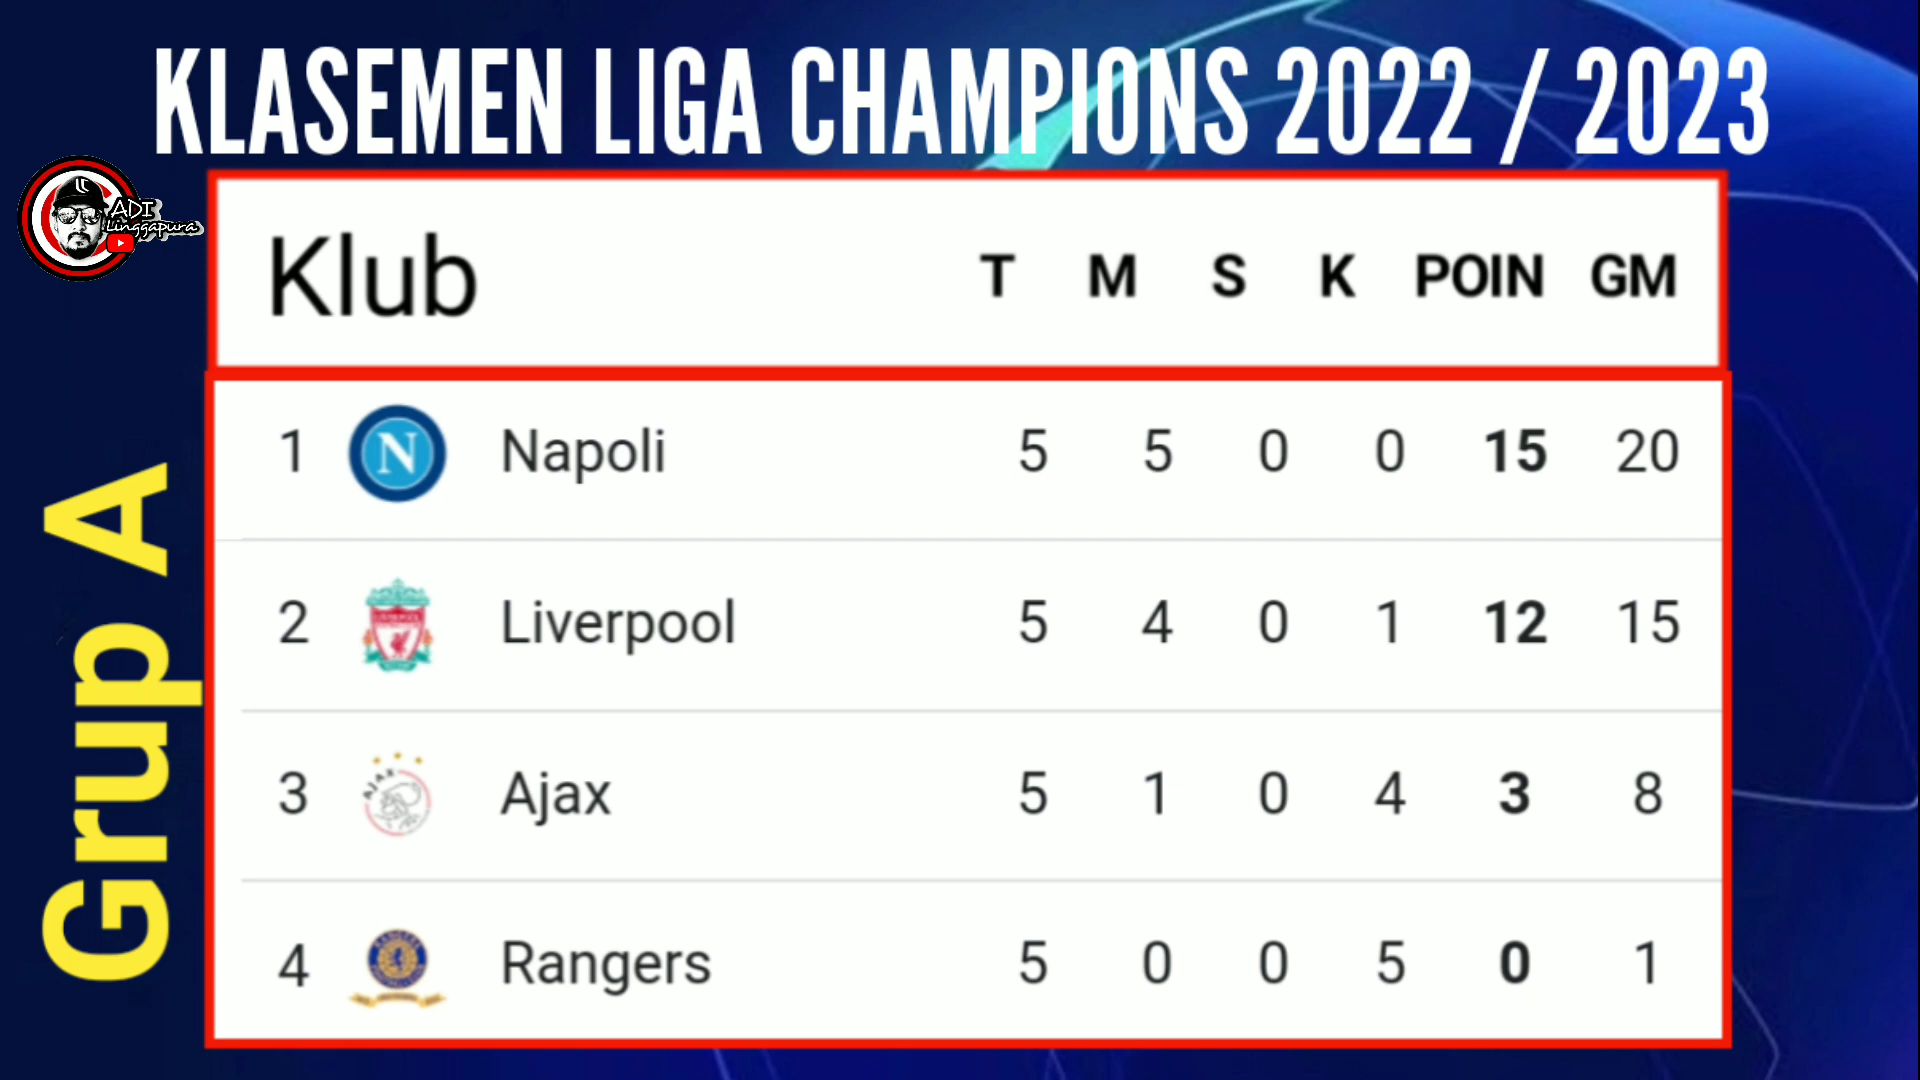 KLASEMEN LIGA CHAMPIONS 2022 / 2023
ADI
Linggapura
Grup A
Klub T M S K POIN GM
1 N Napoli 5 5 0 0 15 20
2 Liverpool 5 4 0 1 12 15
3 AJAX Ajax 5 1 0 4 3 8
4 Rangers 5 0 0 5 0 1